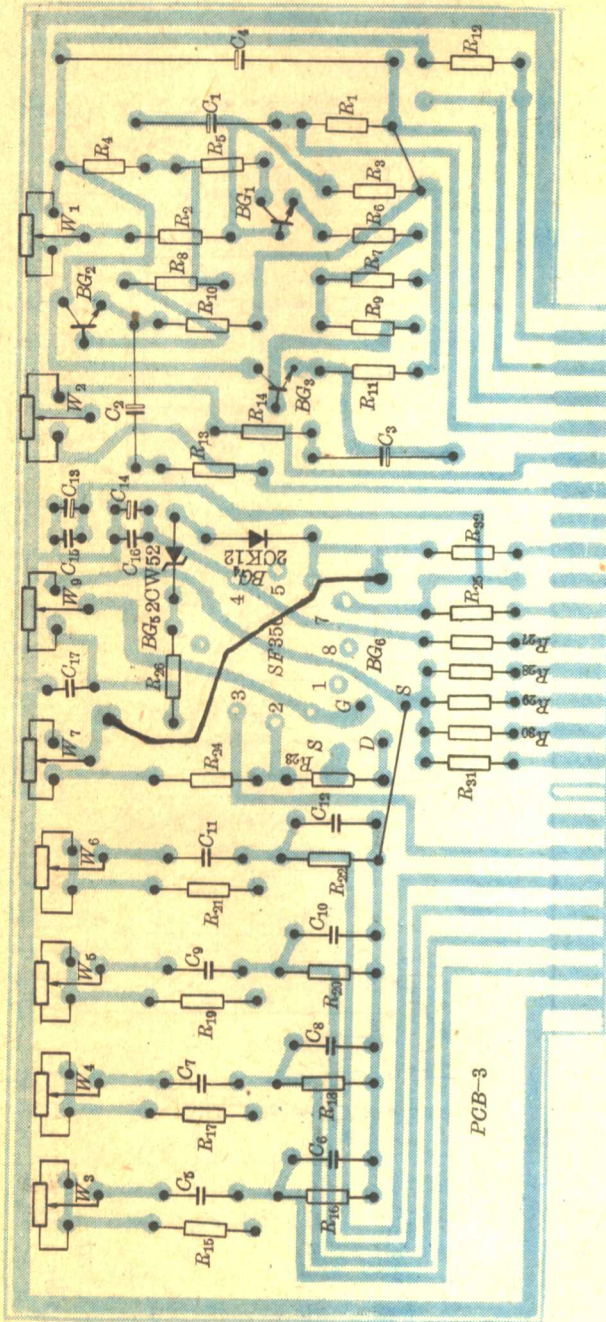 C₄
R₁₂
C₁
R₁
R₄
R₅
R₃
W₁
R₂
BG₁
R₆
BG₂
R₈
R₇
R₁₀
R₉
W₂
C₂
R₁₄
BG₃
R₁₁
R₁₃
C₃
C₁₃
C₁₄
C₁₅
C₁₆
2CW52
BG₅
2CK12
BG₄
R₃₂
W₉
4
5
R₂₅
7
SF356
R₂₇
C₁₇
R₂₆
8
BG₆
R₂₈
1
3
G
S
R₂₉
2
W₇
R₂₄
R₂₃
S
D
R₃₀
R₃₁
W₆
C₁₁
C₁₂
R₂₁
R₂₂
W₅
C₉
C₁₀
R₁₉
R₂₀
W₄
C₇
C₈
R₁₇
R₁₈
W₃
C₅
C₆
R₁₅
R₁₆
PCB-3